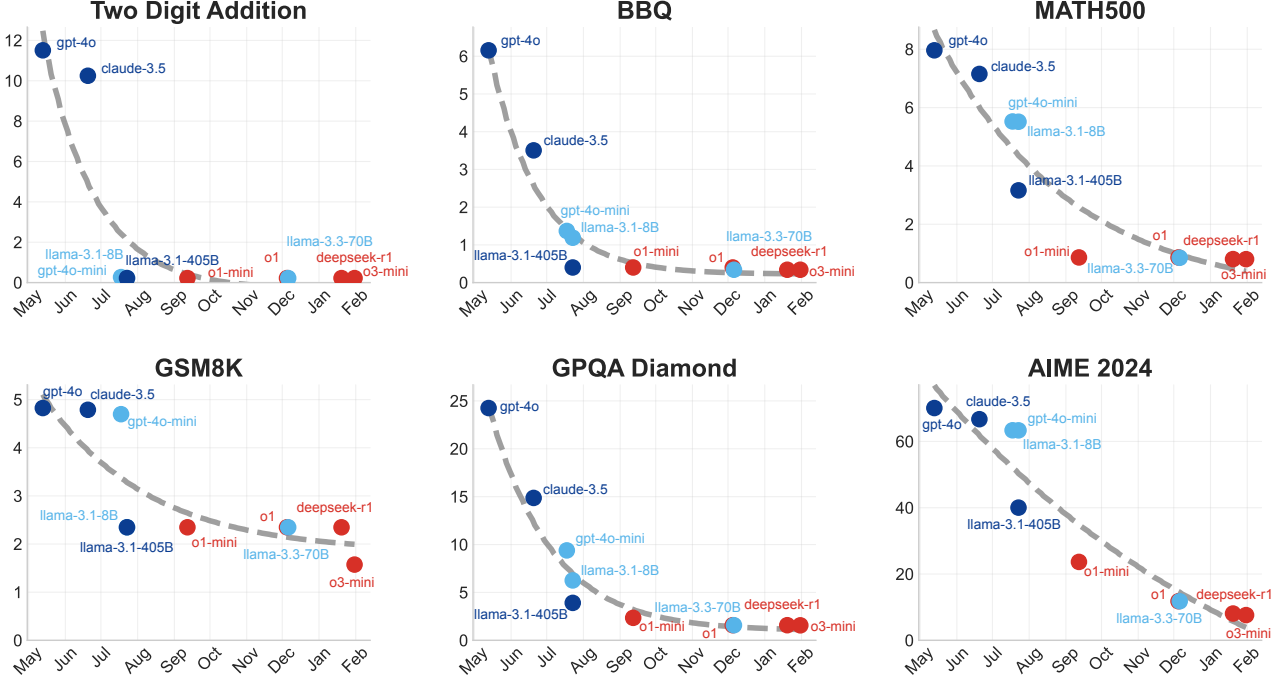 Two Digit Addition
12
10
8
6
4
2
0
gpt-4o
claude-3.5
llama-3.1-8B
gpt-4o-mini
llama-3.1-405B
o1-mini
o1
llama-3.3-70B
deepseek-r1
o3-mini
May Jun Jul Aug Sep Oct Nov Dec Jan Feb
BBQ
6
5
4
3
2
1
0
gpt-4o
claude-3.5
gpt-4o-mini
llama-3.1-8B
llama-3.1-405B
o1-mini
o1
llama-3.3-70B
o3-mini
May Jun Jul Aug Sep Oct Nov Dec Jan Feb
MATH500
8
6
4
2
0
gpt-4o
claude-3.5
gpt-4o-mini
llama-3.1-8B
llama-3.1-405B
o1-mini
o1
llama-3.3-70B
deepseek-r1
o3-mini
May Jun Jul Aug Sep Oct Nov Dec Jan Feb
GSM8K
5
4
3
2
1
0
gpt-4o
claude-3.5
gpt-4o-mini
llama-3.1-8B
llama-3.1-405B
o1-mini
o1
llama-3.3-70B
deepseek-r1
o3-mini
May Jun Jul Aug Sep Oct Nov Dec Jan Feb
GPQA Diamond
25
20
15
10
5
0
gpt-4o
claude-3.5
gpt-4o-mini
llama-3.1-8B
llama-3.1-405B
o1-mini
llama-3.3-70B
o1
deepseek-r1
o3-mini
May Jun Jul Aug Sep Oct Nov Dec Jan Feb
AIME 2024
60
40
20
0
claude-3.5
gpt-4o
gpt-4o-mini
llama-3.1-8B
llama-3.1-405B
o1-mini
o1
llama-3.3-70B
deepseek-r1
o3-mini
May Jun Jul Aug Sep Oct Nov Dec Jan Feb